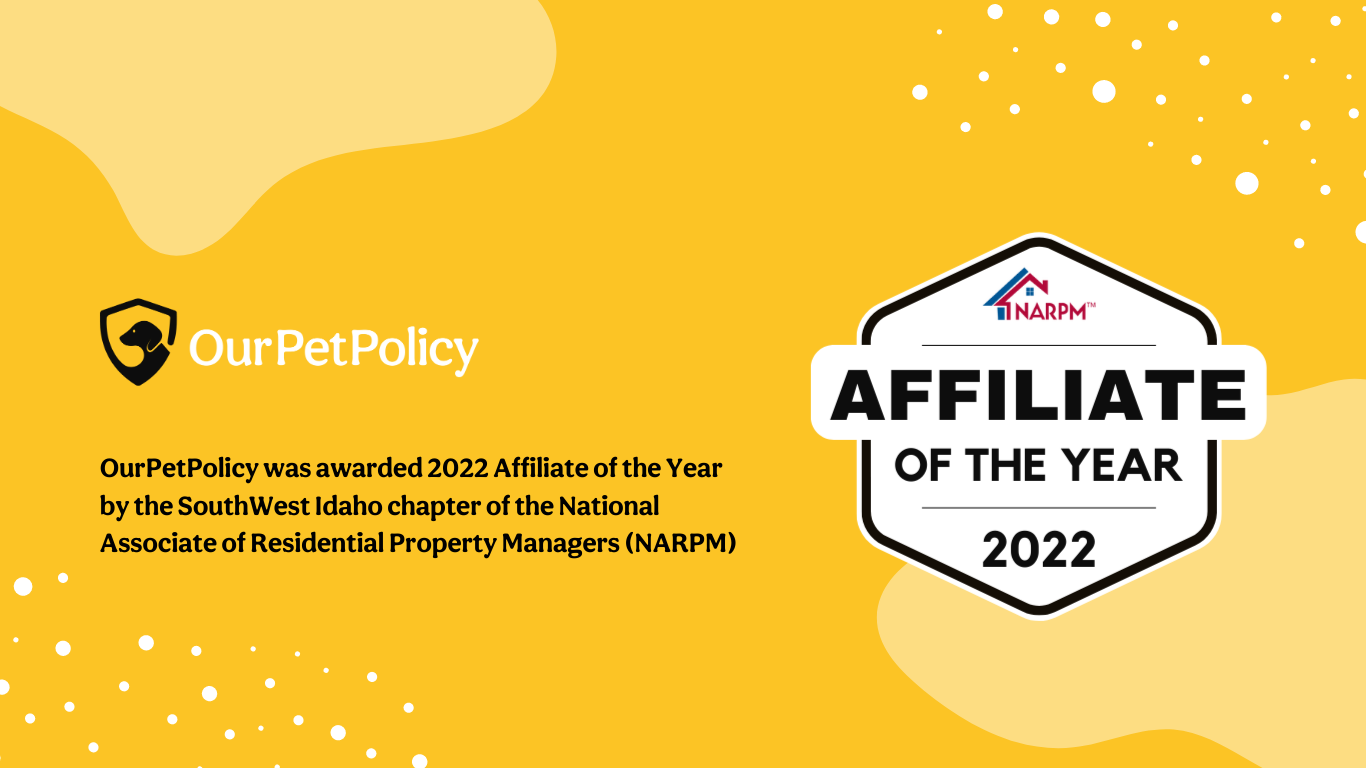 OurPetPolicy
OurPetPolicy was awarded 2022 Affiliate of the Year
by the SouthWest Idaho chapter of the National
Associate of Residential Property Managers (NARPM)
NARPM™
AFFILIATE
OF THE YEAR
2022